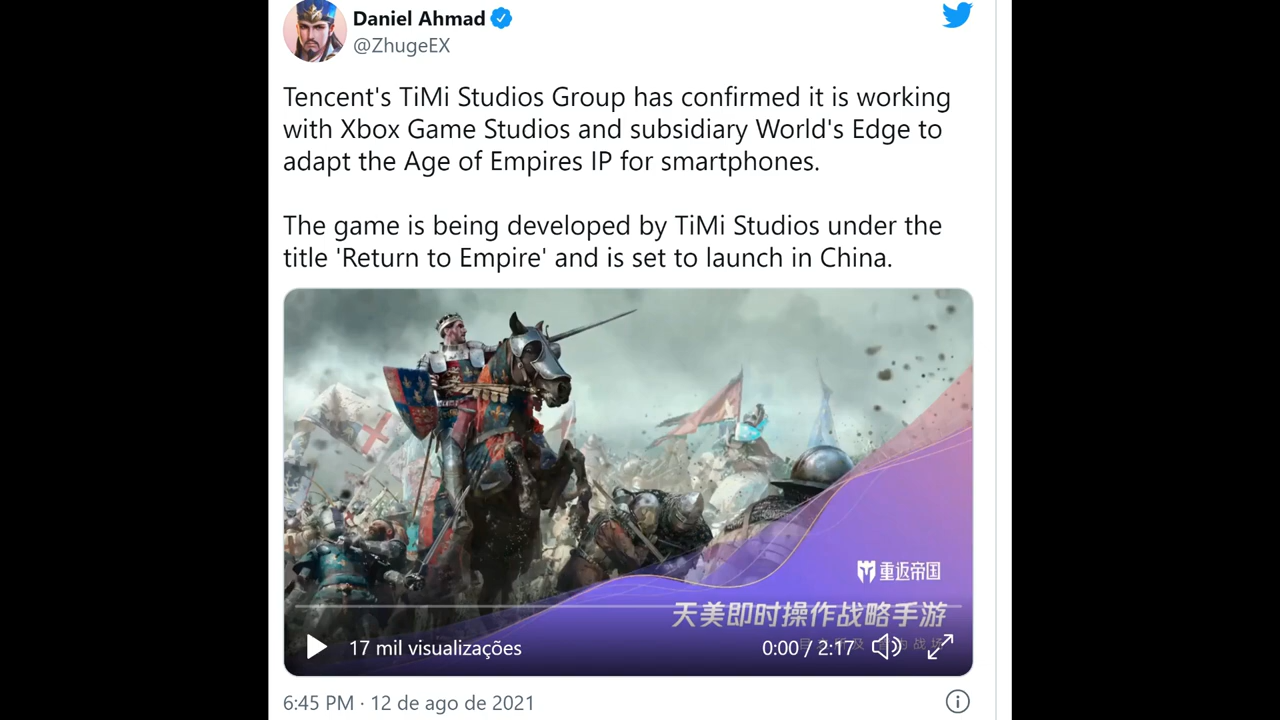 Daniel Ahmad
@ZhugeEX
Tencent's TiMi Studios Group has confirmed it is working
with Xbox Game Studios and subsidiary World's Edge to
adapt the Age of Empires IP for smartphones.
The game is being developed by TiMi Studios under the
title 'Return to Empire' and is set to launch in China.
重返帝国
天美即时操作战略手游
17 mil visualizações
0:00 / 2:17
6:45 PM · 12 de ago de 2021